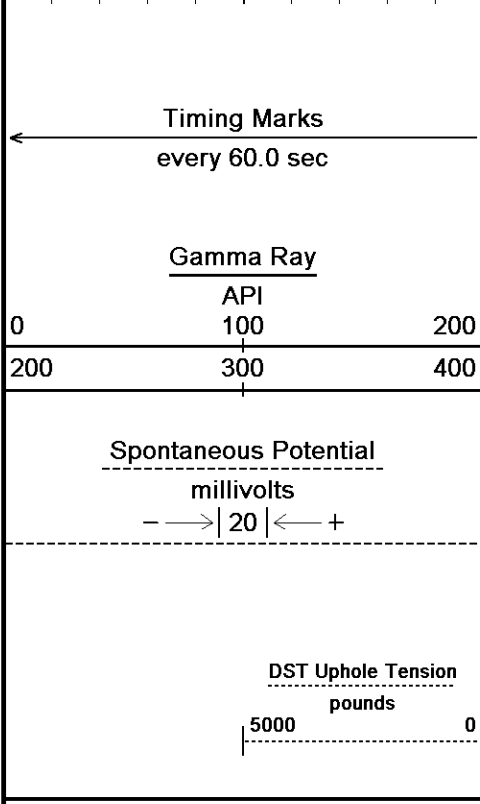 Timing Marks
every 60.0 sec
Gamma Ray
API
0 100 200
200 300 400
Spontaneous Potential
millivolts
− 20 +
DST Uphole Tension
pounds
5000 0